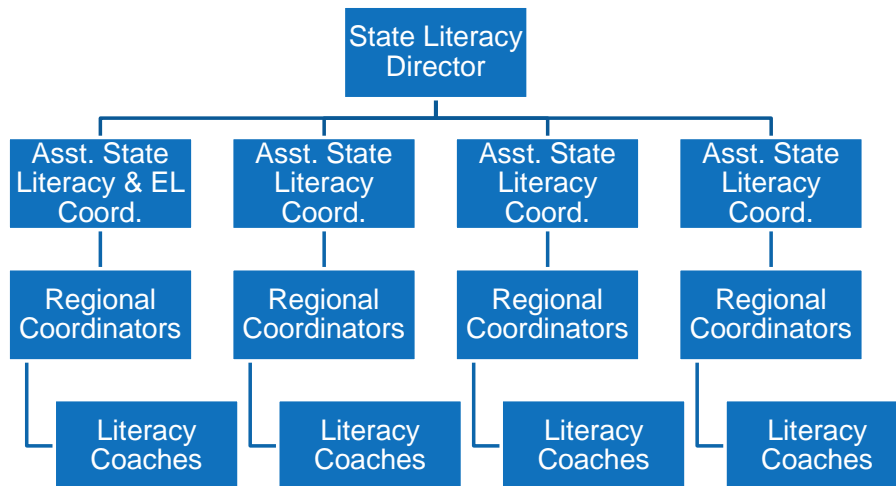 State Literacy
Director
Asst. State
Literacy & EL
Coord.
Asst. State
Literacy
Coord.
Asst. State
Literacy
Coord.
Asst. State
Literacy
Coord.
Regional
Coordinators
Regional
Coordinators
Regional
Coordinators
Regional
Coordinators
Literacy
Coaches
Literacy
Coaches
Literacy
Coaches
Literacy
Coaches